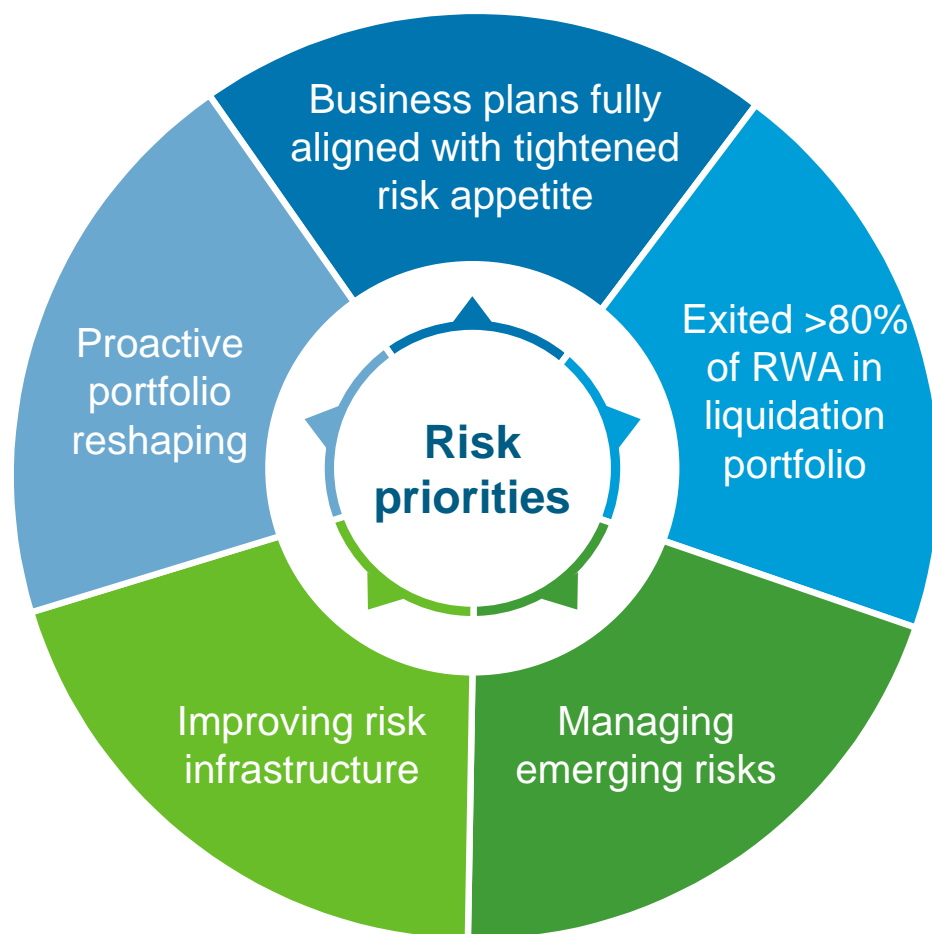 Business plans fully
aligned with tightened
risk appetite
Exited >80%
of RWA in
liquidation
portfolio
Managing
emerging risks
Improving risk
infrastructure
Proactive
portfolio
reshaping
Risk
priorities